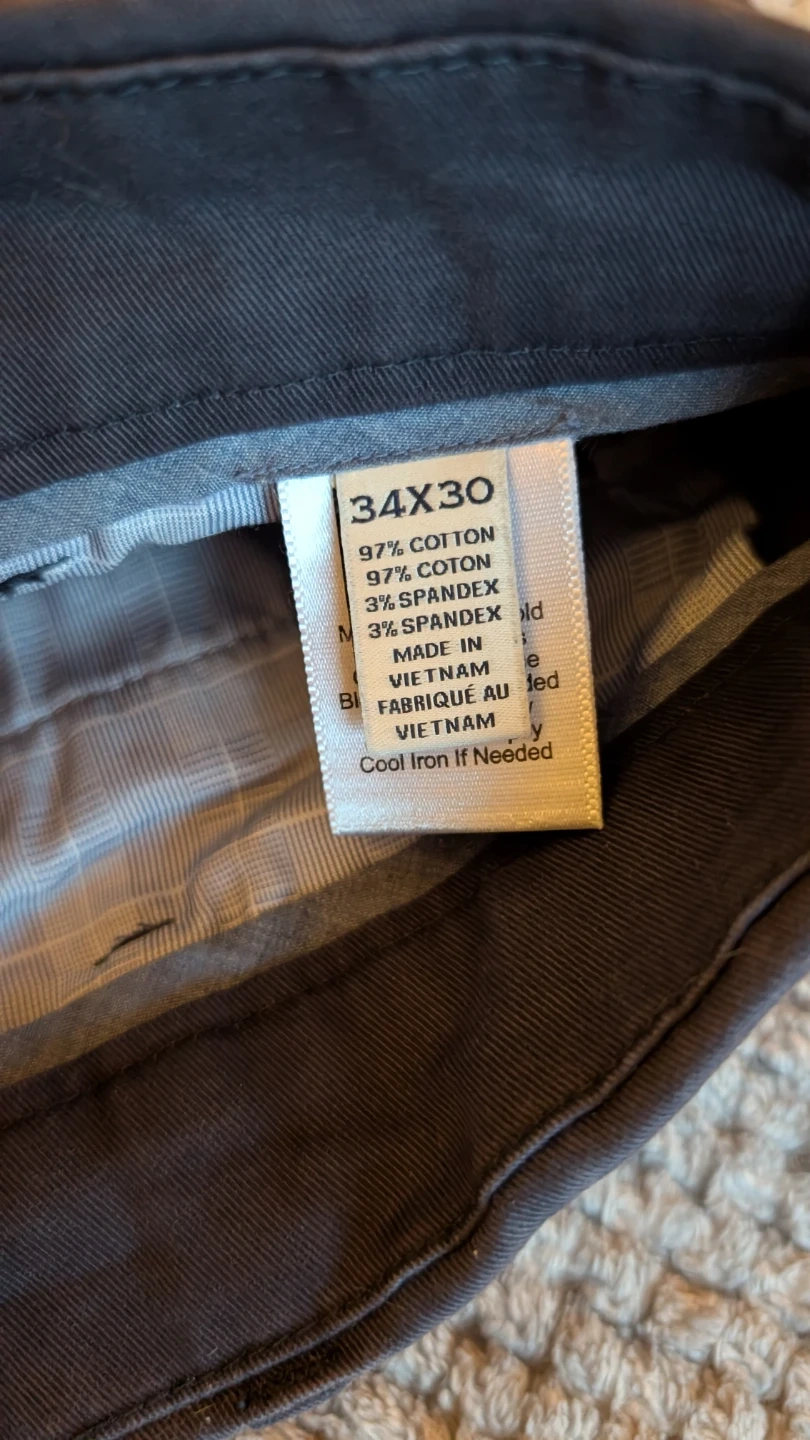 34X30
97% COTTON
97% COTON
3% SPANDEX
3% SPANDEX
MADE IN
VIETNAM
FABRIQUÉ AU
VIETNAM
Cool Iron If Needed